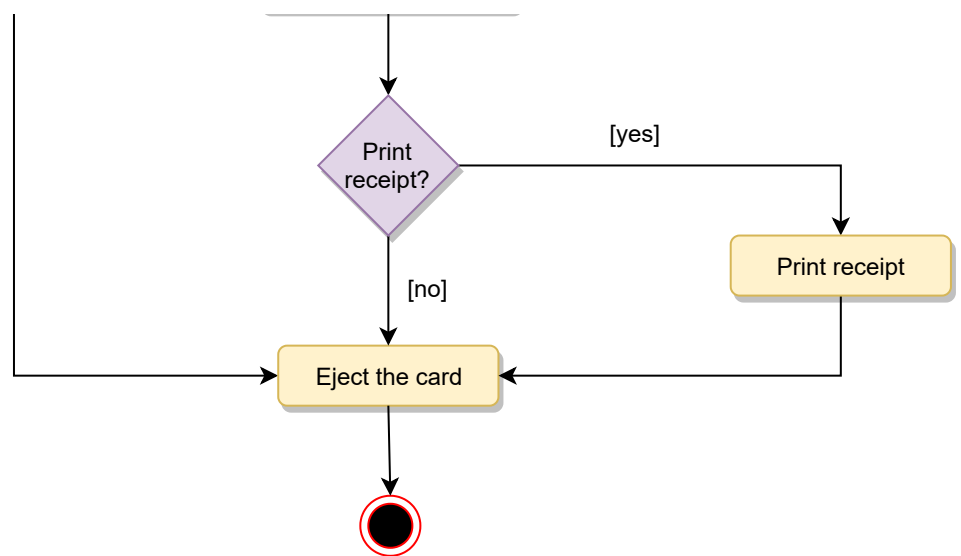 Print
receipt?
[yes]
Print receipt
[no]
Eject the card